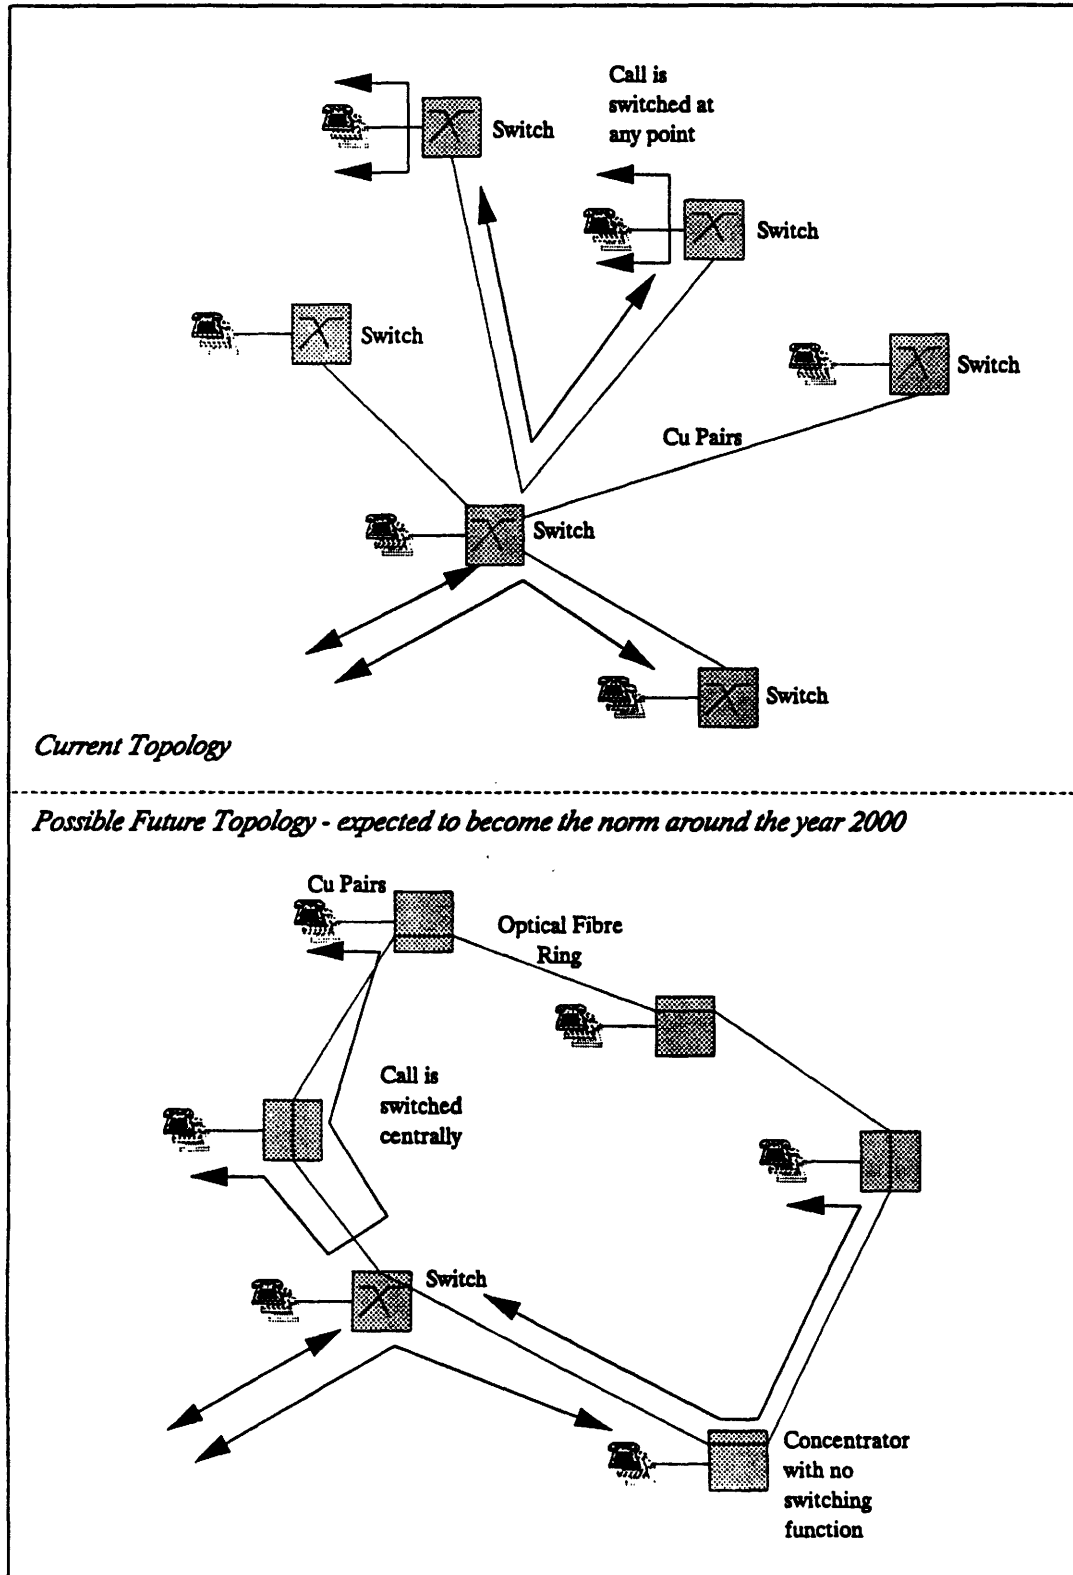 Call is
switched at
any point
Switch
Switch
Switch
Switch
Cu Pairs
Switch
Switch
Current Topology
Possible Future Topology - expected to become the norm around the year 2000
Cu Pairs
Optical Fibre
Ring
Call is
switched
centrally
Switch
Concentrator
with no
switching
function